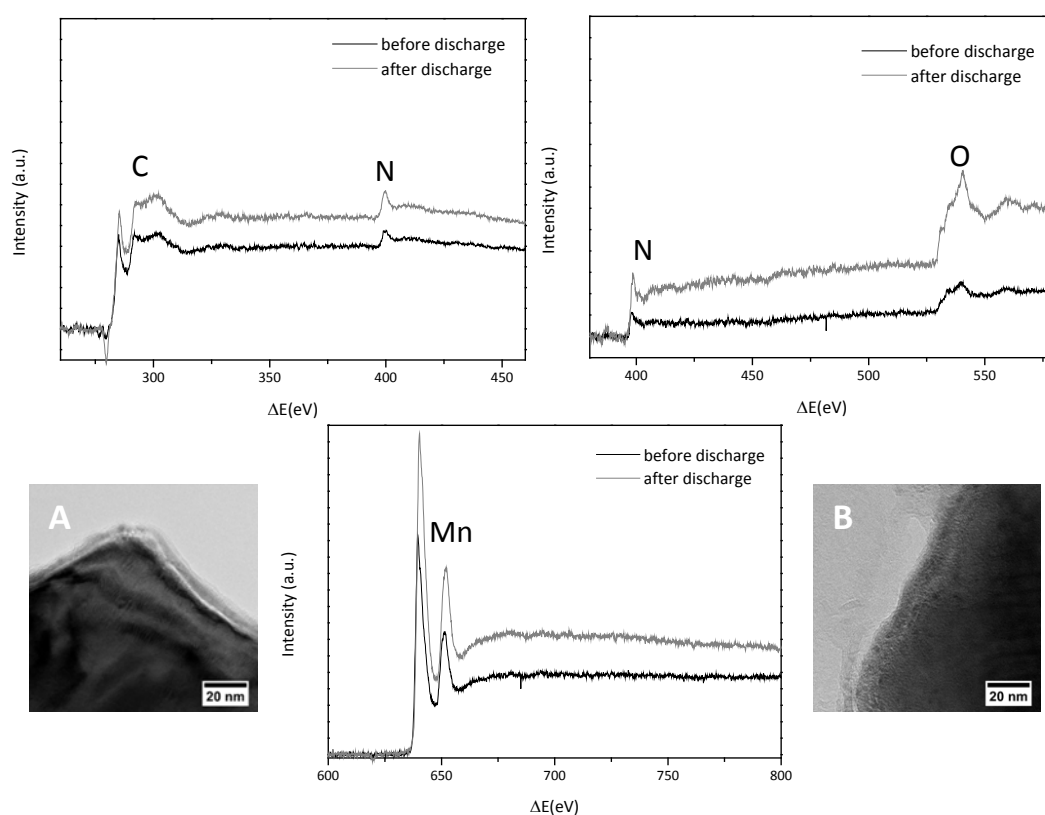 before discharge
after discharge
C
N
Intensity (a.u.)
300
350
400
450
ΔE(eV)
before discharge
after discharge
N
O
Intensity (a.u.)
400
450
500
550
ΔE(eV)
A
20 nm
before discharge
after discharge
Mn
Intensity (a.u.)
600
650
700
750
800
ΔE(eV)
B
20 nm